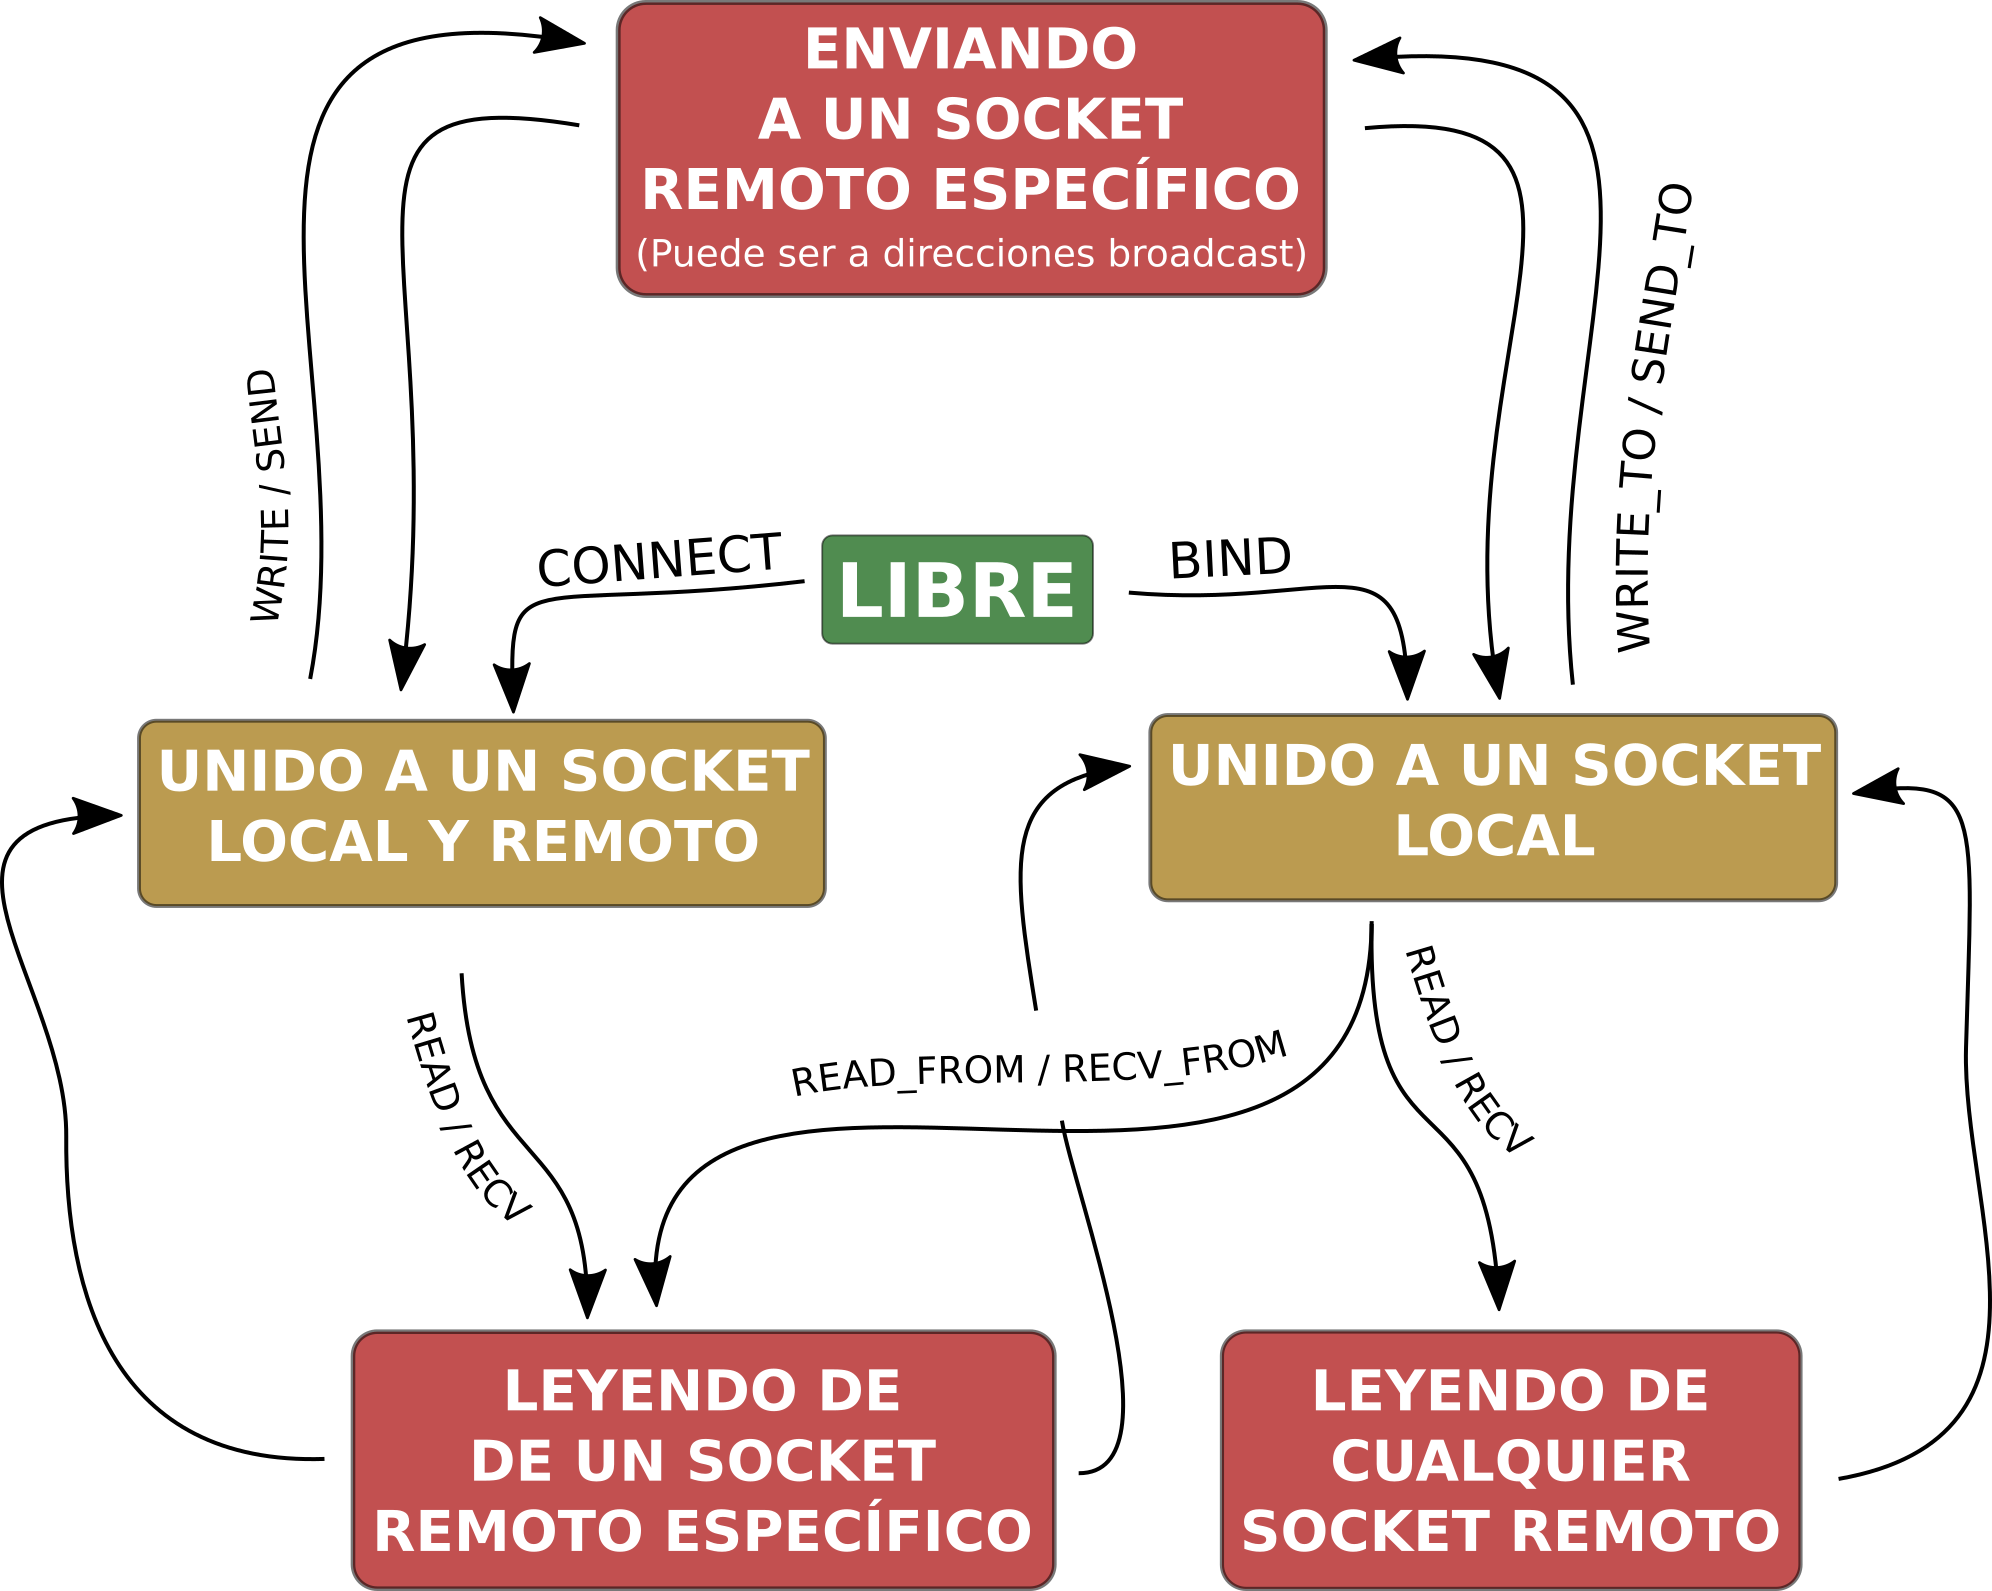 ENVIANDO
A UN SOCKET
REMOTO ESPECÍFICO
(Puede ser a direcciones broadcast)
WRITE / SEND
WRITE_TO / SEND_TO
CONNECT
LIBRE
BIND
UNIDO A UN SOCKET
LOCAL Y REMOTO
UNIDO A UN SOCKET
LOCAL
READ / RECV
READ_FROM / RECV_FROM
READ / RECV
LEYENDO DE
DE UN SOCKET
REMOTO ESPECÍFICO
LEYENDO DE
CUALQUIER
SOCKET REMOTO